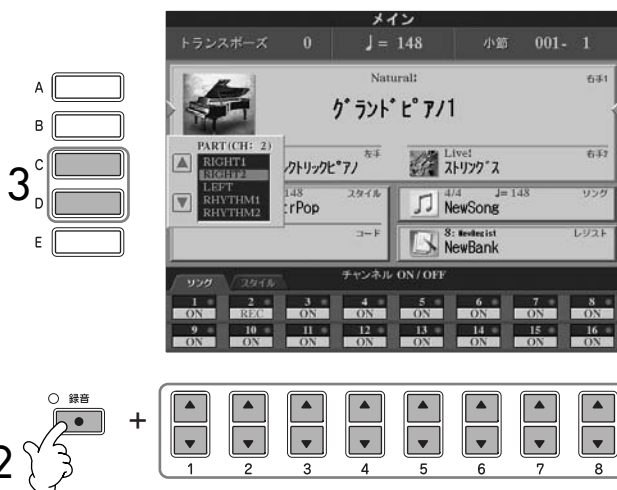 メイン
トランスポーズ 0 ♩= 148 小節 001- 1
Natural! 右手1
グランドピアノ1
PART(CH: 2)
RIGHT1
RIGHT2
LEFT
RHYTHM1
RHYTHM2
左手
クトリックピアノ
Live! 右手2
ストリングス
148 スタイル
rPop
4/4 ♩= 148 ソング
NewSong
コード
8: NewRegist レジスト
NewBank
ソング スタイル チャンネル ON/OFF
1 2 3 4 5 6 7 8
ON REC ON ON ON ON ON ON
9 10 11 12 13 14 15 16
ON ON ON ON ON ON ON ON
A
B
C
3
D
E
録音
+
2
1 2 3 4 5 6 7 8